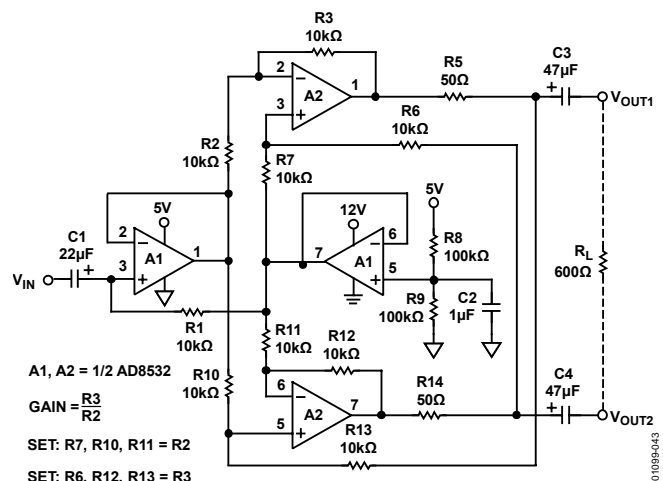 R3
10kΩ
R5
50Ω
C3
47µF
+
VOUT1
2
3
A2
1
R6
10kΩ
R2
10kΩ
R7
10kΩ
5V
12V
5V
R8
100kΩ
RL
600Ω
C1
22µF
+
VIN
2
3
A1
1
7
A1
6
5
R9
100kΩ
C2
1µF
R1
10kΩ
R11
10kΩ
R12
10kΩ
R10
10kΩ
6
5
A2
7
R14
50Ω
C4
47µF
+
VOUT2
R13
10kΩ
A1, A2 = 1/2 AD8532
GAIN = R3
R2
SET: R7, R10, R11 = R2
SET: R6, R12, R13 = R3
01099-043